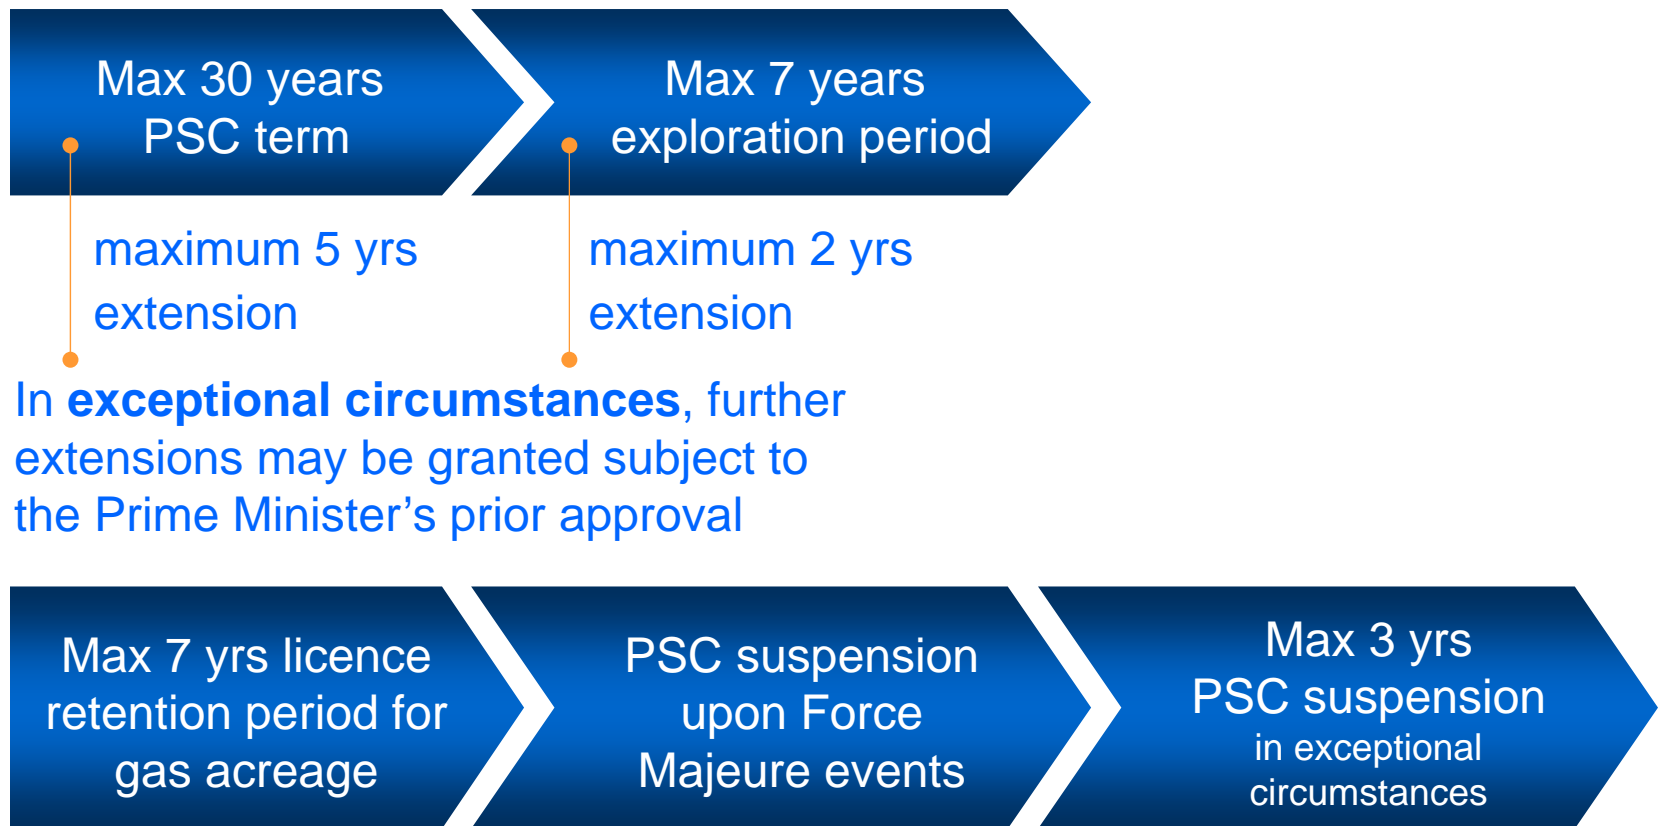 Max 30 years
PSC term
Max 7 years
exploration period
maximum 5 yrs
extension
maximum 2 yrs
extension
In exceptional circumstances, further
extensions may be granted subject to
the Prime Minister’s prior approval
Max 7 yrs licence
retention period for
gas acreage
PSC suspension
upon Force
Majeure events
Max 3 yrs
PSC suspension
in exceptional
circumstances